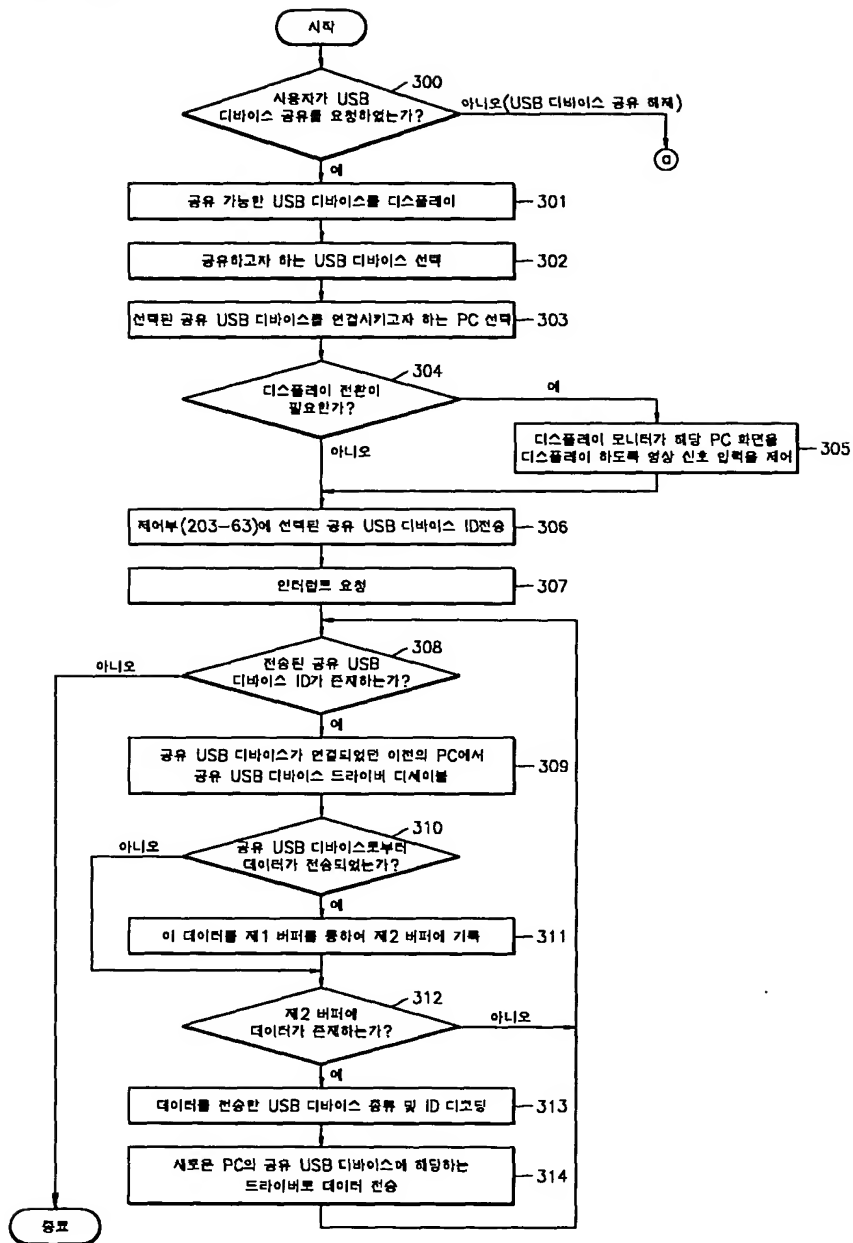 시작
300
사용자가 USB
디바이스 공유를 요청하였는가?
아니오(USB 디바이스 공유 해제)
a
예
공유 가능한 USB 디바이스를 디스플레이
301
공유하고자 하는 USB 디바이스 선택
302
선택된 공유 USB 디바이스를 연결시키고자 하는 PC 선택
303
304
디스플레이 전환이
필요한가?
예
아니오
디스플레이 모니터가 해당 PC 화면을
디스플레이 하도록 영상 신호 입력을 제어
305
제어부(203-63)에 선택된 공유 USB 디바이스 ID전송
306
인터럽트 요청
307
308
전송된 공유 USB
디바이스 ID가 존재하는가?
아니오
예
공유 USB 디바이스가 연결되었던 이전의 PC에서
공유 USB 디바이스 드라이버 디세이블
309
310
공유 USB 디바이스로부터
데이터가 전송되었는가?
아니오
예
이 데이터를 제1 버퍼를 통하여 제2 버퍼에 기록
311
312
제2 버퍼에
데이터가 존재하는가?
아니오
예
데이터를 전송한 USB 디바이스 종류 및 ID 디코딩
313
새로운 PC의 공유 USB 디바이스에 해당하는
드라이버로 데이터 전송
314
종료